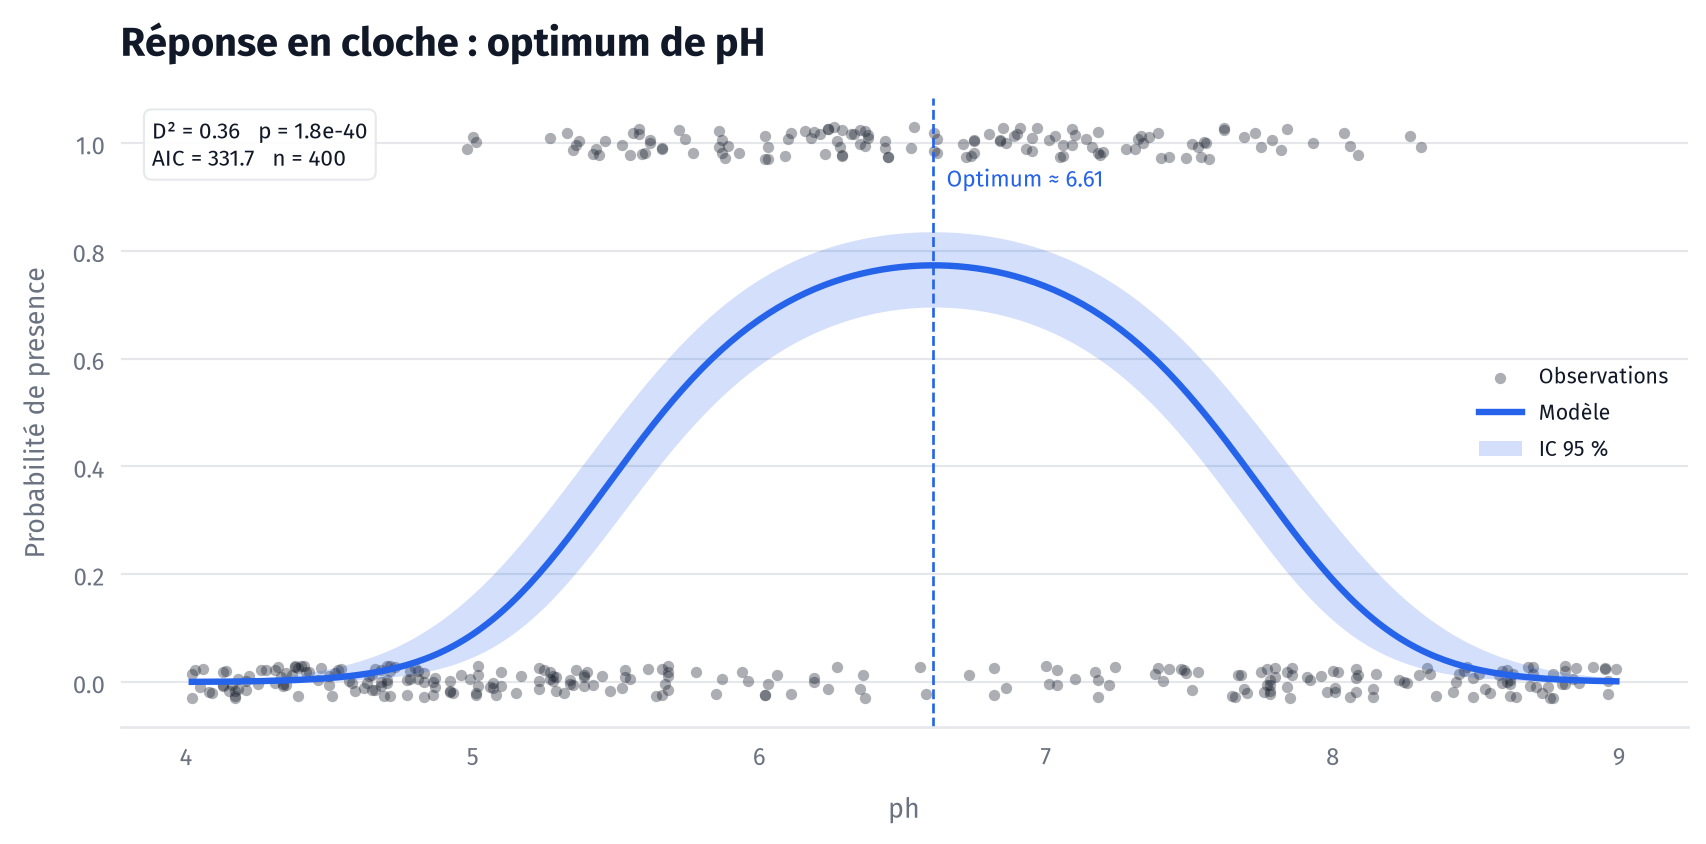 Réponse en cloche : optimum de pH
D² = 0.36 p = 1.8e-40
AIC = 331.7 n = 400
Optimum ≈ 6.61
Probabilité de presence
1.0
0.8
0.6
0.4
0.2
0.0
Observations
Modèle
IC 95 %
4 5 6 7 8 9
ph